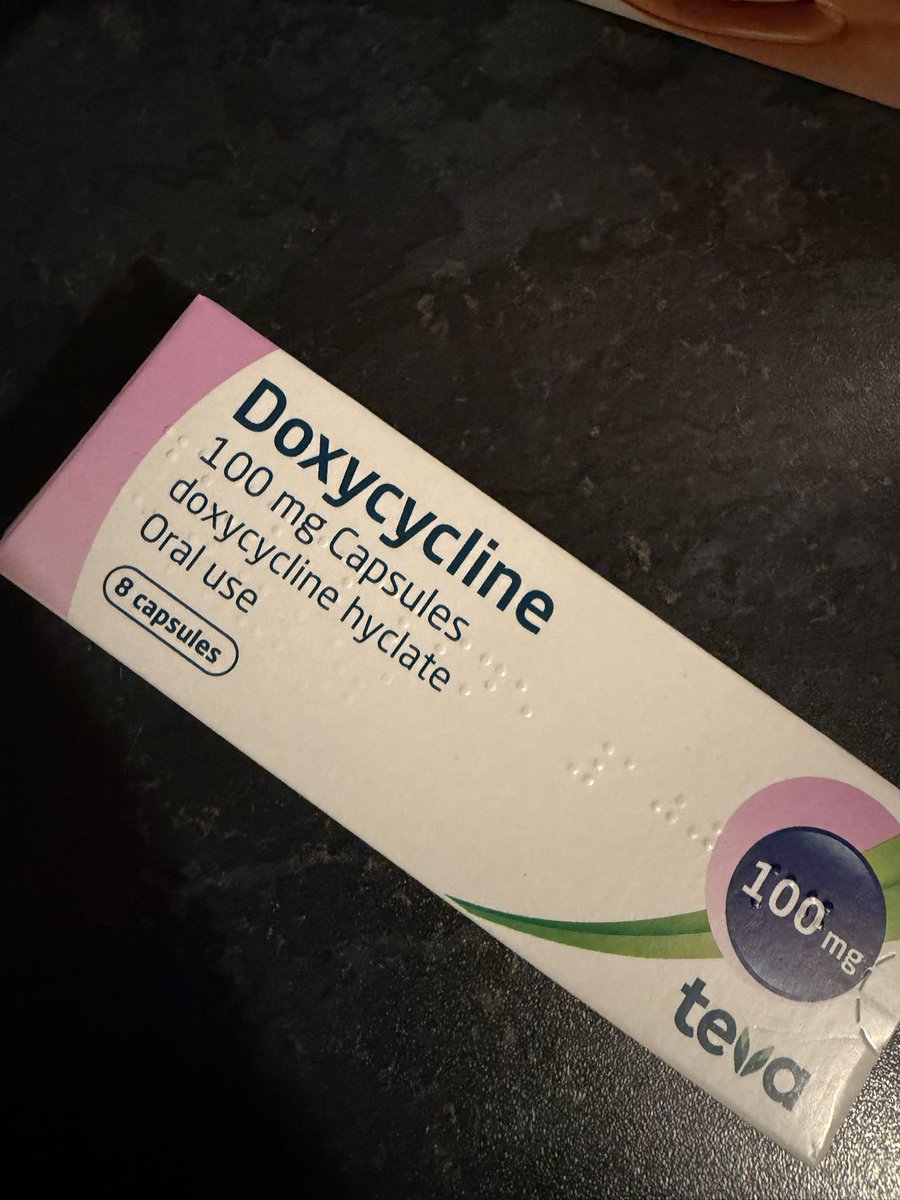 Doxycycline
100 mg Capsules
doxycycline hyclate
Oral use
8 capsules
100 mg
teva